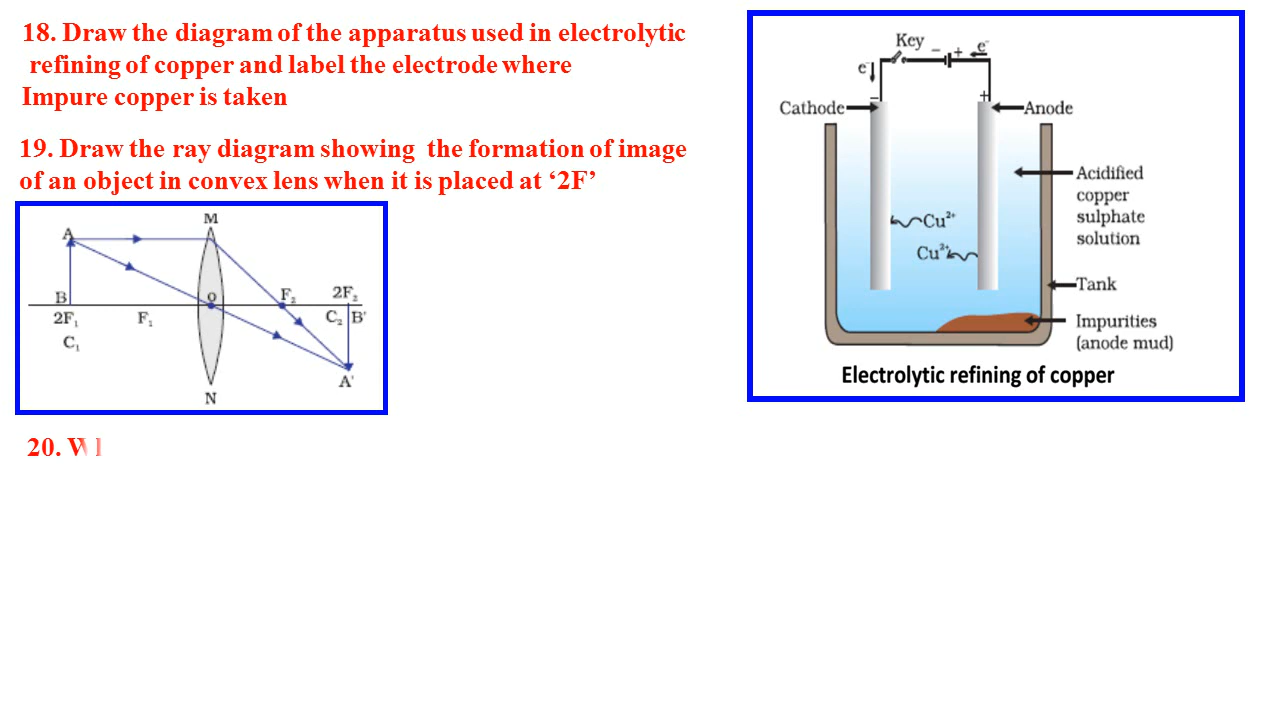 18. Draw the diagram of the apparatus used in electrolytic
refining of copper and label the electrode where
Impure copper is taken
19. Draw the ray diagram showing the formation of image
of an object in convex lens when it is placed at ‘2F’
M
A
B
O
F₂
2F₂
2F₁
F₁
C₂
B'
C₁
A'
N
20. W
Key
−
+
e⁻
e⁻
−
+
Cathode
Anode
Acidified
copper
sulphate
solution
Cu²⁺
Cu²⁺
Tank
Impurities
(anode mud)
Electrolytic refining of copper